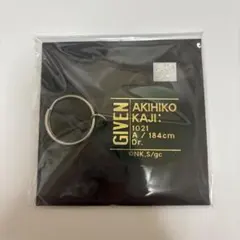 GIVEN
AKIHIKO
KAJI:
1021
A / 184cm
Dr.
©NK,S/gc